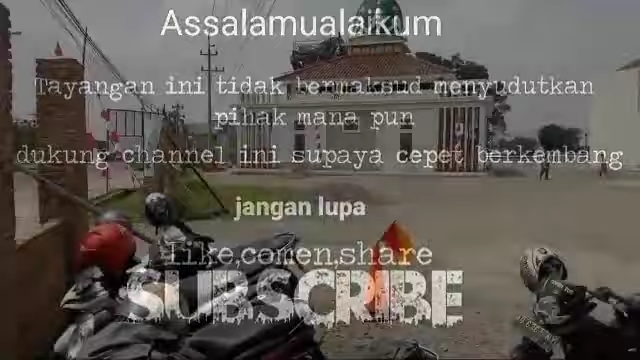 Assalamualaikum
Tayangan ini tidak bermaksud menyudutkan
pihak mana pun
dukung channel ini supaya cepet berkembang
jangan lupa
like,comen,share
SUBSCRIBE